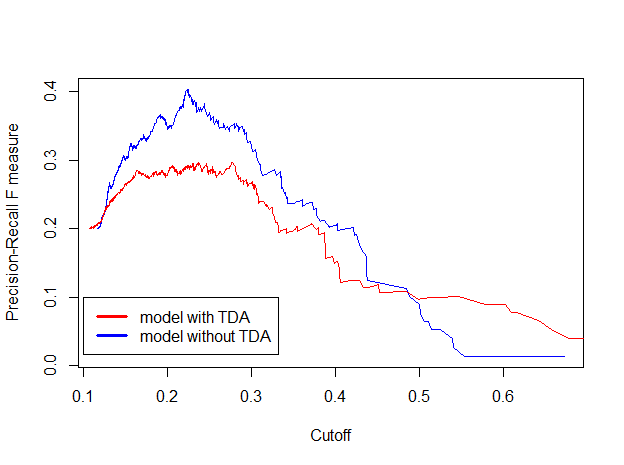 Precision-Recall F measure
0.4
0.3
0.2
0.1
0.0
model with TDA
model without TDA
0.1 0.2 0.3 0.4 0.5 0.6
Cutoff